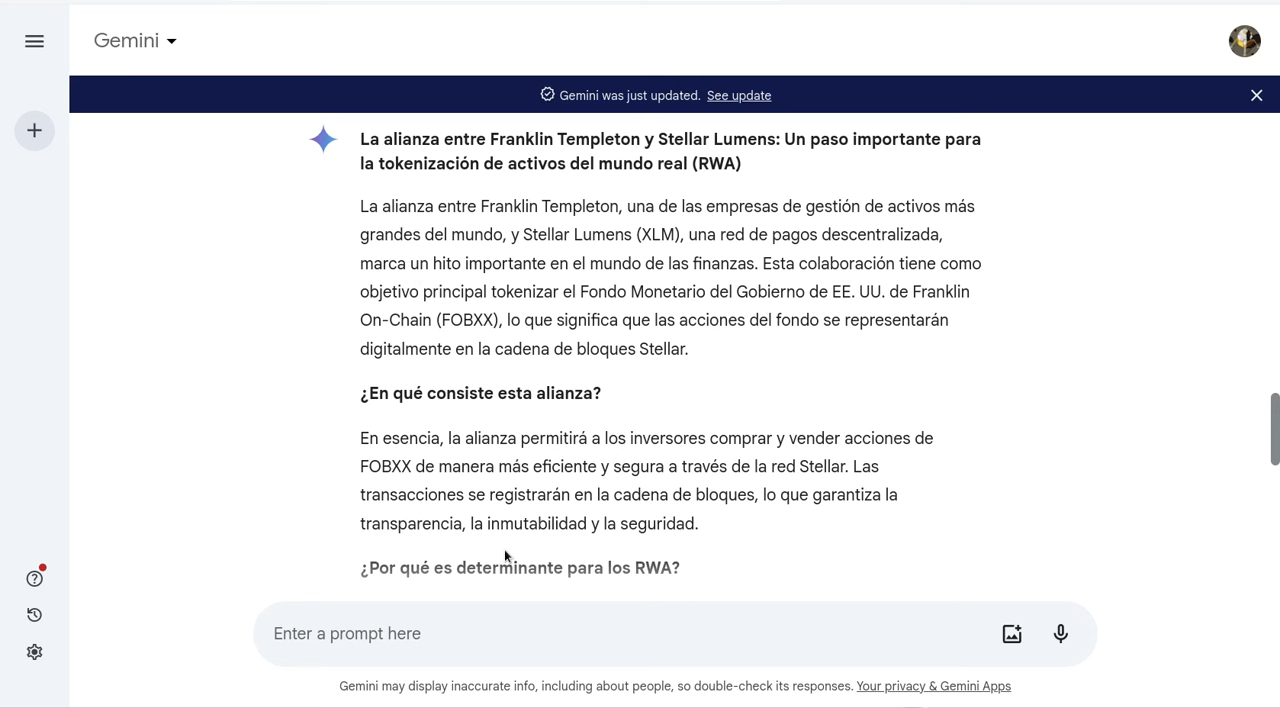 Gemini
Gemini was just updated. See update
La alianza entre Franklin Templeton y Stellar Lumens: Un paso importante para
la tokenización de activos del mundo real (RWA)
La alianza entre Franklin Templeton, una de las empresas de gestión de activos más
grandes del mundo, y Stellar Lumens (XLM), una red de pagos descentralizada,
marca un hito importante en el mundo de las finanzas. Esta colaboración tiene como
objetivo principal tokenizar el Fondo Monetario del Gobierno de EE. UU. de Franklin
On-Chain (FOBXX), lo que significa que las acciones del fondo se representarán
digitalmente en la cadena de bloques Stellar.
¿En qué consiste esta alianza?
En esencia, la alianza permitirá a los inversores comprar y vender acciones de
FOBXX de manera más eficiente y segura a través de la red Stellar. Las
transacciones se registrarán en la cadena de bloques, lo que garantiza la
transparencia, la inmutabilidad y la seguridad.
¿Por qué es determinante para los RWA?
Enter a prompt here
Gemini may display inaccurate info, including about people, so double-check its responses. Your privacy & Gemini Apps